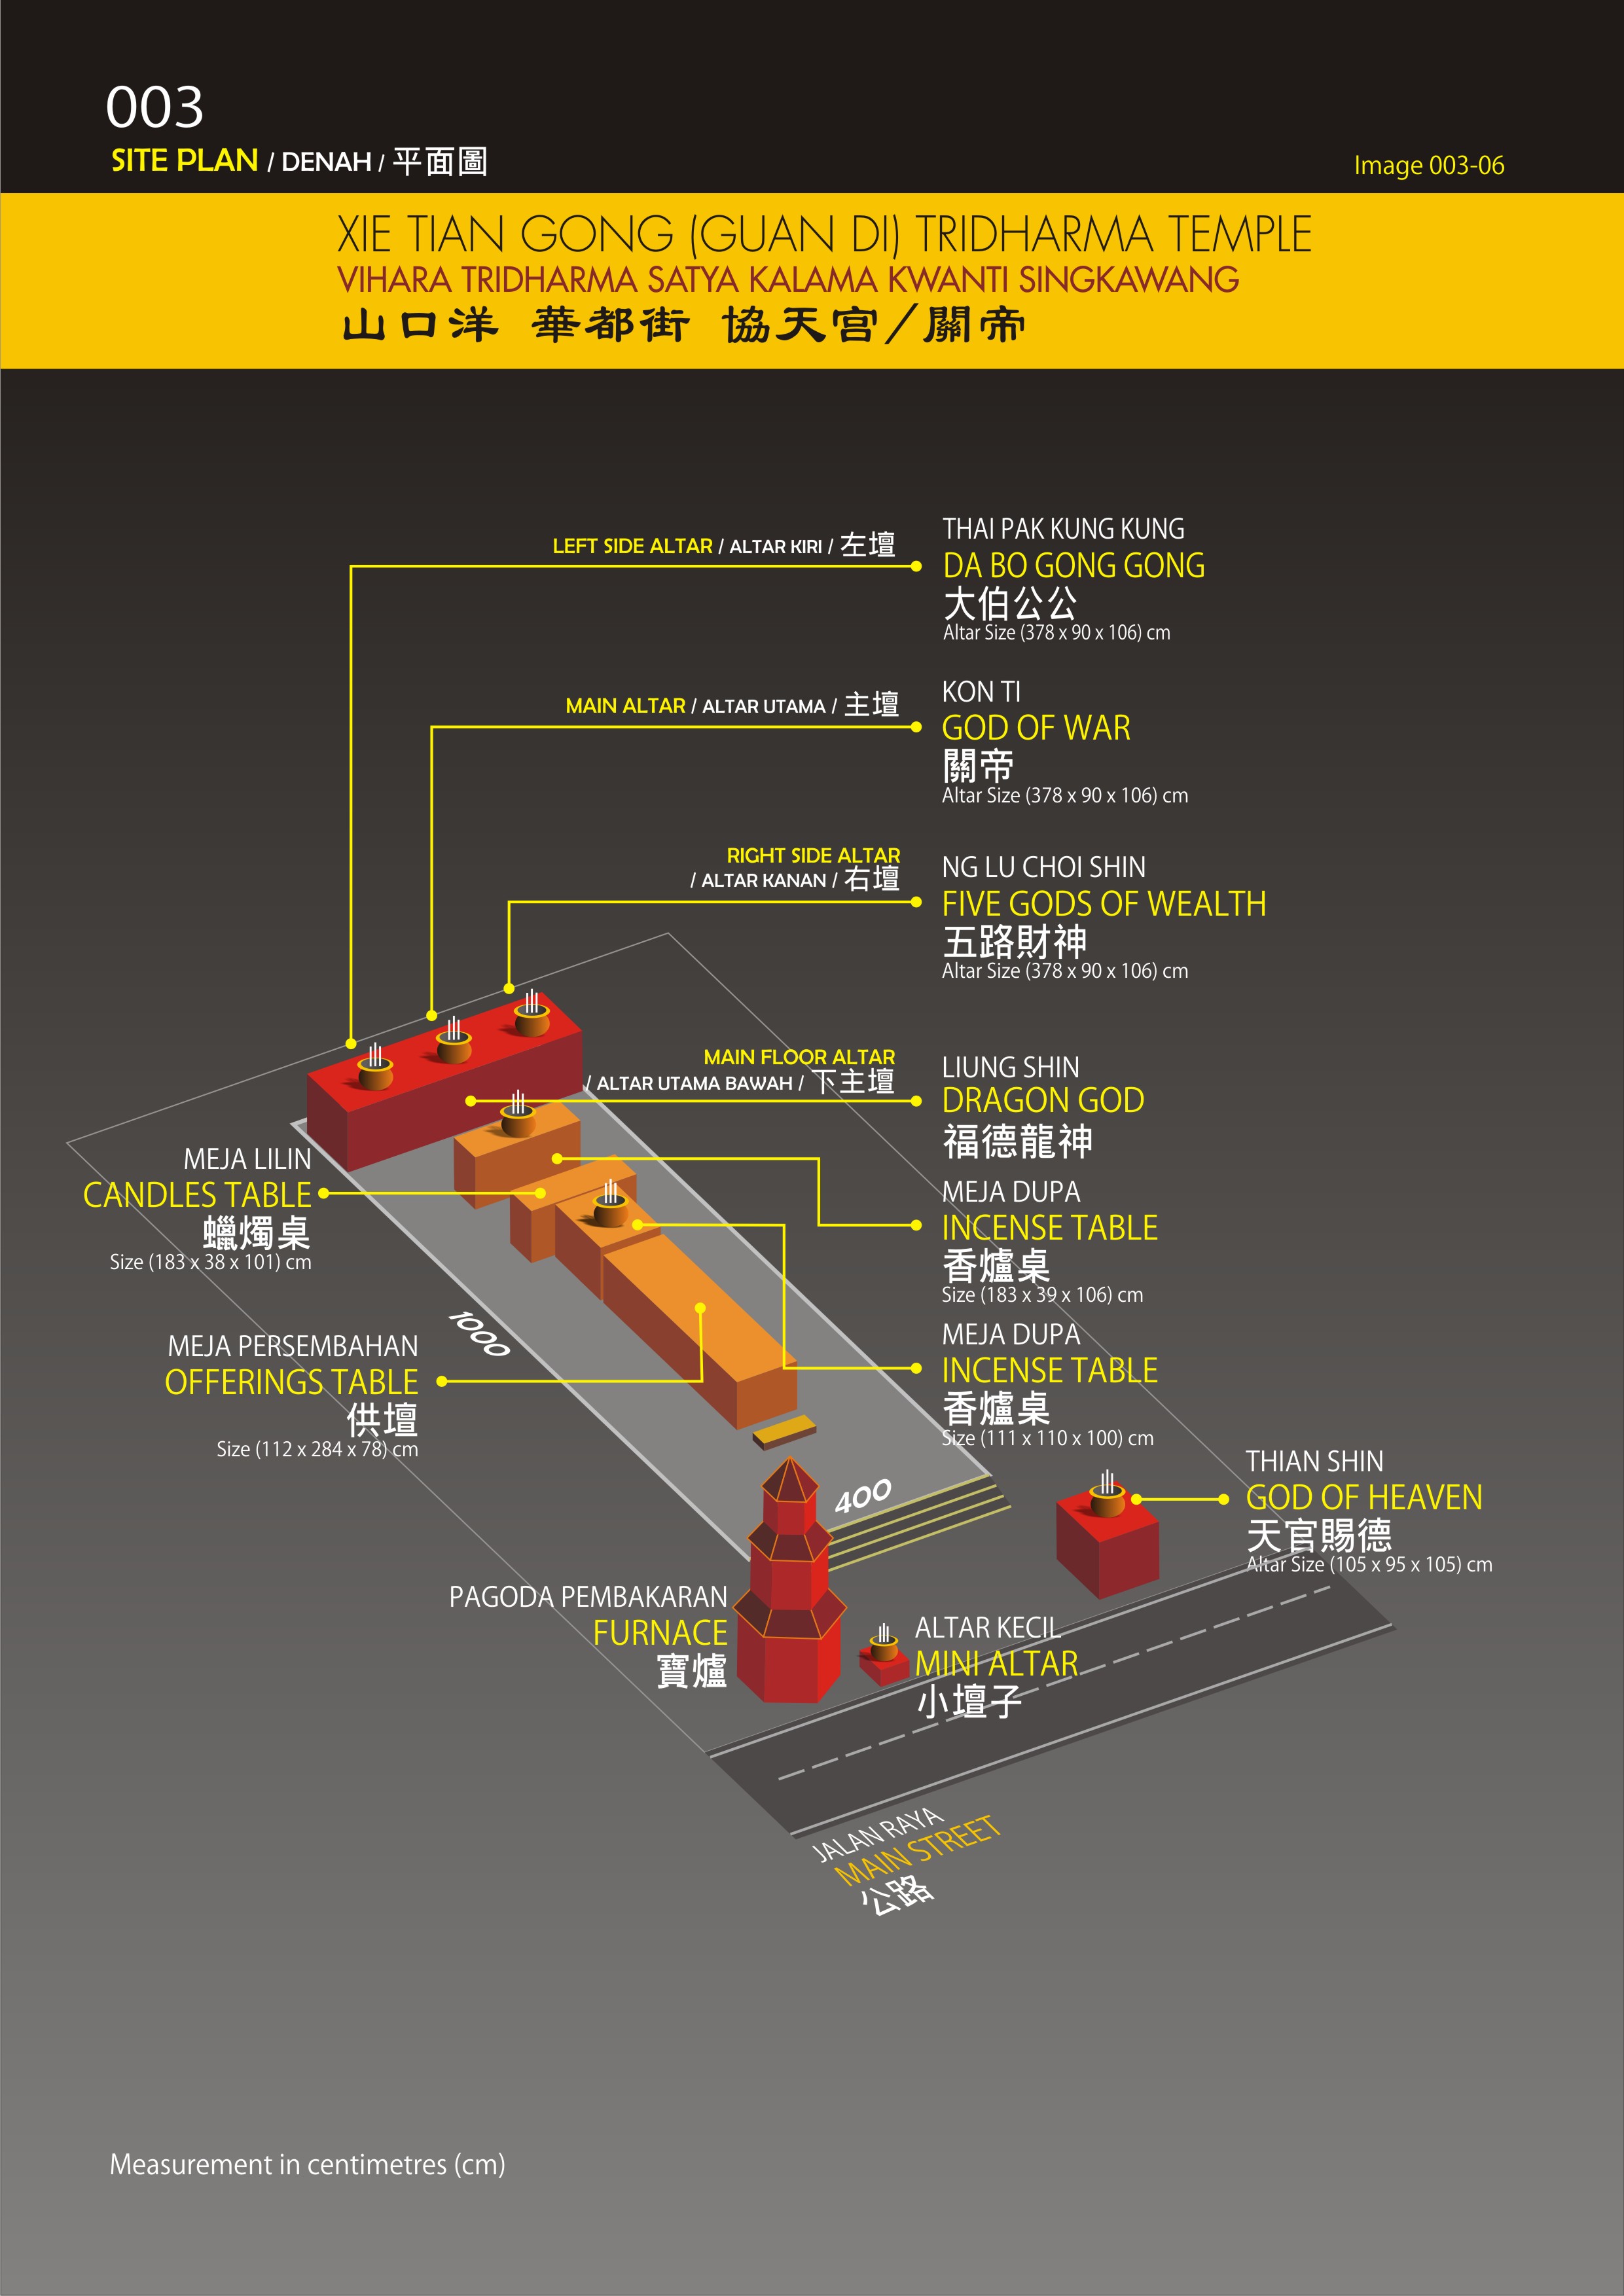 003
SITE PLAN / DENAH / 平面圖
Image 003-06
XIE TIAN GONG (GUAN DI) TRIDHARMA TEMPLE
VIHARA TRIDHARMA SATYA KALAMA KWANTI SINGKAWANG
山口洋 華都街 協天宫/關帝
LEFT SIDE ALTAR / ALTAR KIRI / 左壇
THAI PAK KUNG KUNG
DA BO GONG GONG
大伯公公
Altar Size (378 x 90 x 106) cm
MAIN ALTAR / ALTAR UTAMA / 主壇
KON TI
GOD OF WAR
關帝
Altar Size (378 x 90 x 106) cm
RIGHT SIDE ALTAR
/ ALTAR KANAN / 右壇
NG LU CHOI SHIN
FIVE GODS OF WEALTH
五路財神
Altar Size (378 x 90 x 106) cm
MAIN FLOOR ALTAR
/ ALTAR UTAMA BAWAH / 下主壇
LIUNG SHIN
DRAGON GOD
福德龍神
MEJA LILIN
CANDLES TABLE
蠟燭桌
Size (183 x 38 x 101) cm
MEJA DUPA
INCENSE TABLE
香爐桌
Size (183 x 39 x 106) cm
MEJA PERSEMBAHAN
OFFERINGS TABLE
供壇
Size (112 x 284 x 78) cm
MEJA DUPA
INCENSE TABLE
香爐桌
Size (111 x 110 x 100) cm
1000
400
THIAN SHIN
GOD OF HEAVEN
天官賜德
Altar Size (105 x 95 x 105) cm
PAGODA PEMBAKARAN
FURNACE
寶爐
ALTAR KECIL
MINI ALTAR
小壇子
JALAN RAYA
MAIN STREET
公路
Measurement in centimetres (cm)